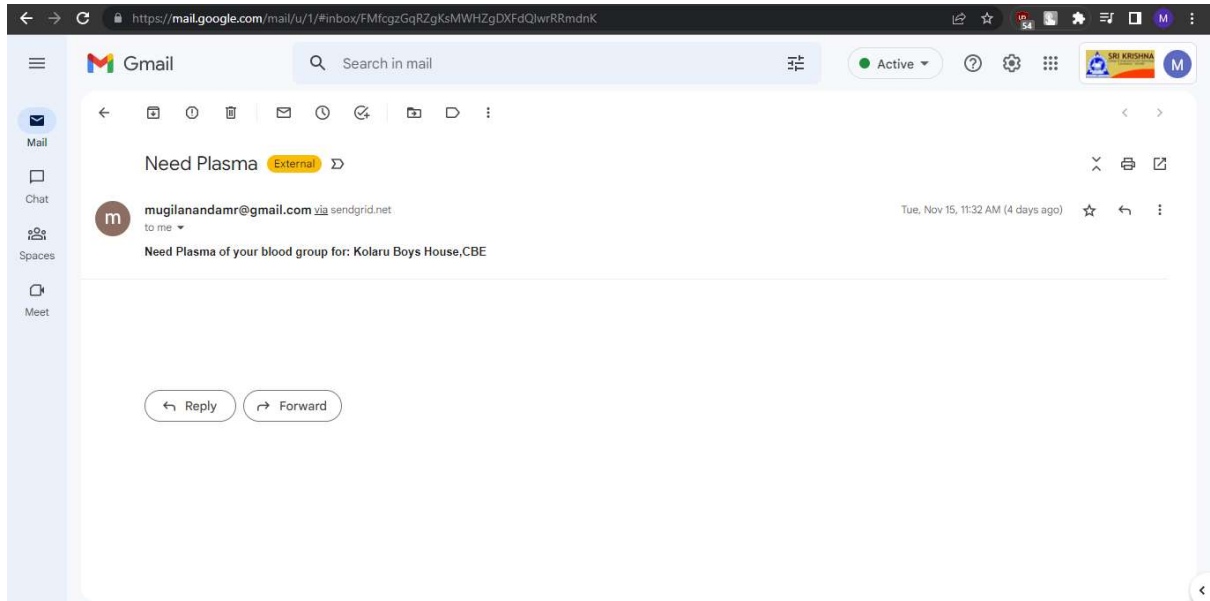 https://mail.google.com/mail/u/1/#inbox/FMfcgzGqRZgKsMWHZgDXFdQlwrRRmdnK
54
M
Gmail
Search in mail
Active
SRI KRISHNA
M
Mail
Chat
Spaces
Meet
Need Plasma External
m
mugilanandamr@gmail.com via sendgrid.net
Tue, Nov 15, 11:32 AM (4 days ago)
to me
Need Plasma of your blood group for: Kolaru Boys House,CBE
Reply
Forward